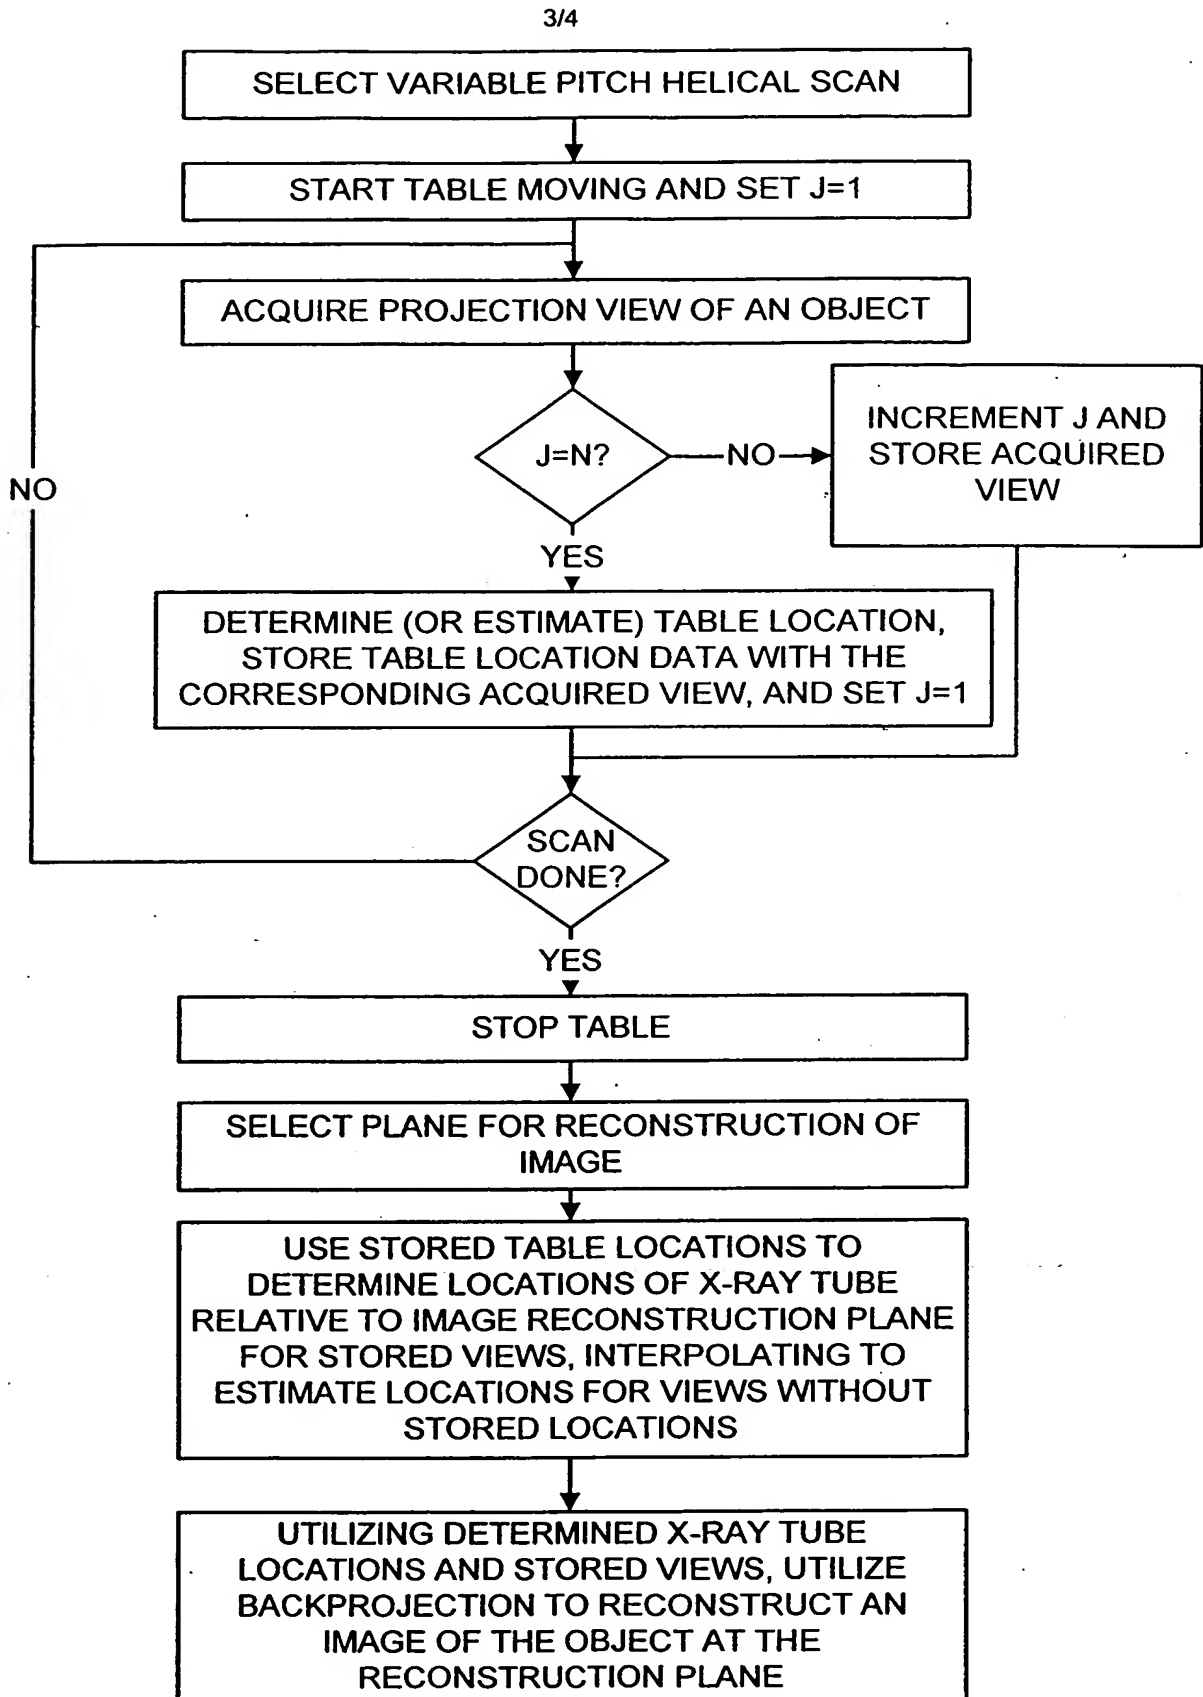 3/4
SELECT VARIABLE PITCH HELICAL SCAN
START TABLE MOVING AND SET J=1
ACQUIRE PROJECTION VIEW OF AN OBJECT
J=N?
NO
INCREMENT J AND
STORE ACQUIRED
VIEW
NO
YES
DETERMINE (OR ESTIMATE) TABLE LOCATION,
STORE TABLE LOCATION DATA WITH THE
CORRESPONDING ACQUIRED VIEW, AND SET J=1
SCAN
DONE?
YES
STOP TABLE
SELECT PLANE FOR RECONSTRUCTION OF
IMAGE
USE STORED TABLE LOCATIONS TO
DETERMINE LOCATIONS OF X-RAY TUBE
RELATIVE TO IMAGE RECONSTRUCTION PLANE
FOR STORED VIEWS, INTERPOLATING TO
ESTIMATE LOCATIONS FOR VIEWS WITHOUT
STORED LOCATIONS
UTILIZING DETERMINED X-RAY TUBE
LOCATIONS AND STORED VIEWS, UTILIZE
BACKPROJECTION TO RECONSTRUCT AN
IMAGE OF THE OBJECT AT THE
RECONSTRUCTION PLANE